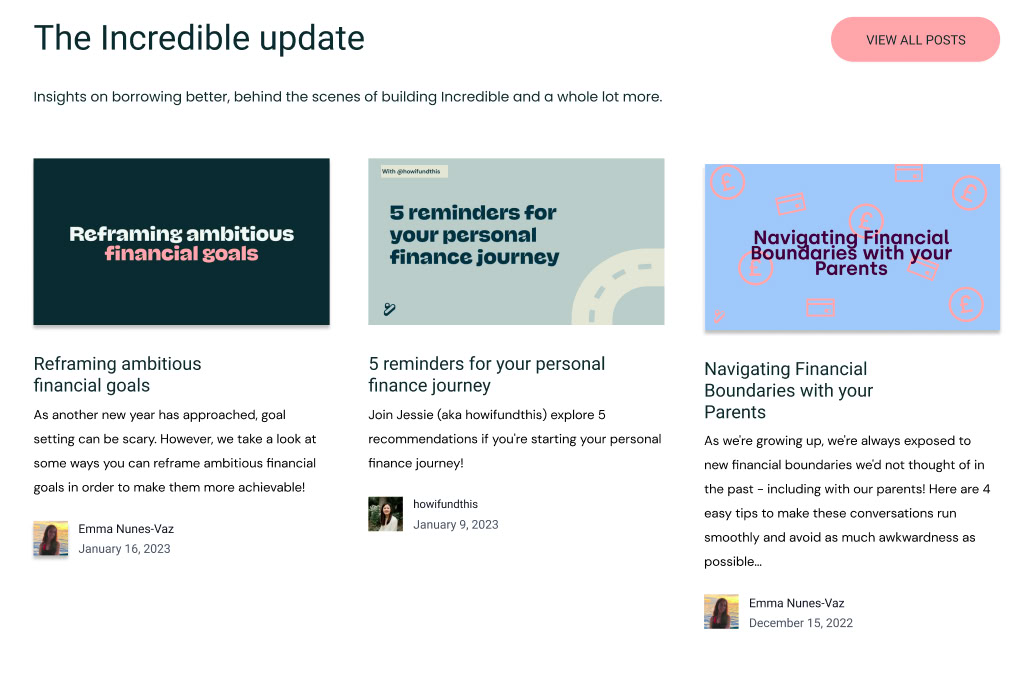 The Incredible update
VIEW ALL POSTS
Insights on borrowing better, behind the scenes of building Incredible and a whole lot more.
Reframing ambitious
financial goals
Reframing ambitious
financial goals
As another new year has approached, goal
setting can be scary. However, we take a look at
some ways you can reframe ambitious financial
goals in order to make them more achievable!
Emma Nunes-Vaz
January 16, 2023
With @howifundthis
5 reminders for
your personal
finance journey
5 reminders for your personal
finance journey
Join Jessie (aka howifundthis) explore 5
recommendations if you're starting your personal
finance journey!
howifundthis
January 9, 2023
£
£
£
£
£
Navigating Financial
Boundaries with your
Parents
Navigating Financial
Boundaries with your
Parents
As we're growing up, we're always exposed to
new financial boundaries we'd not thought of in
the past - including with our parents! Here are 4
easy tips to make these conversations run
smoothly and avoid as much awkwardness as
possible...
Emma Nunes-Vaz
December 15, 2022